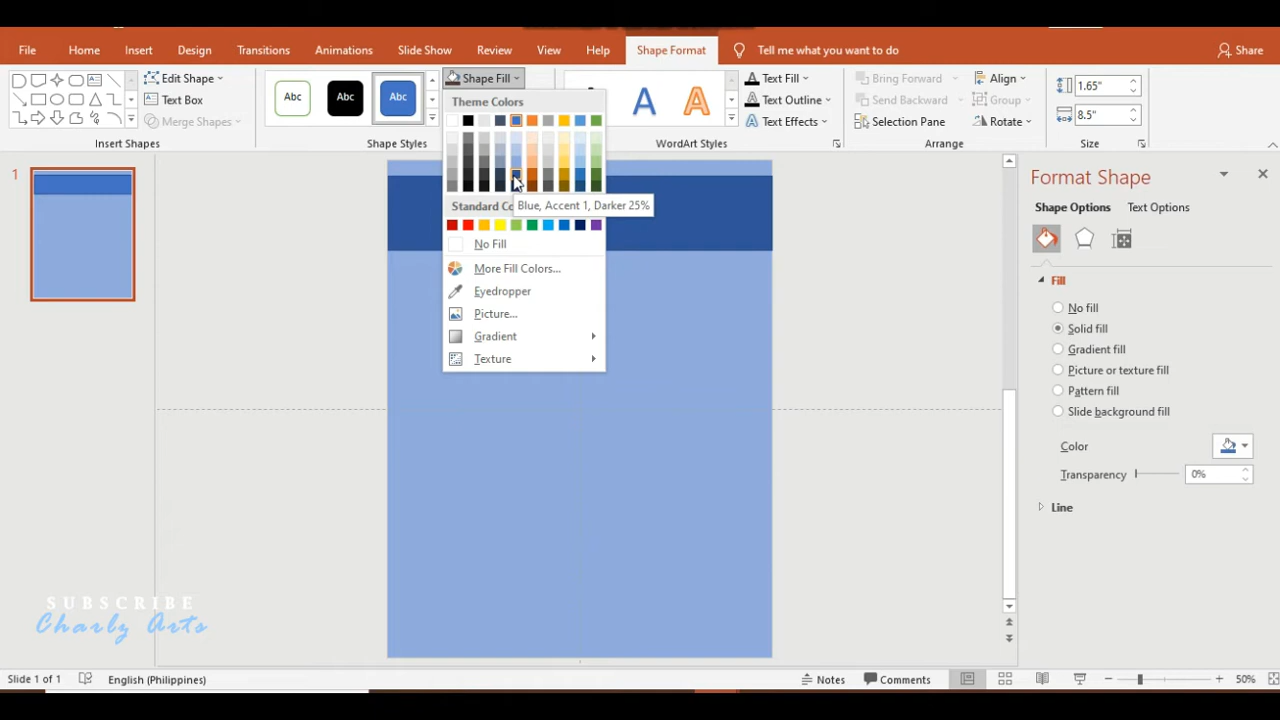 File Home Insert Design Transitions Animations Slide Show Review View Help Shape Format Tell me what you want to do Share
Edit Shape
Text Box
Merge Shapes
Insert Shapes
Abc Abc Abc
Shape Styles
Shape Fill
Theme Colors
Blue, Accent 1, Darker 25%
Standard Co
No Fill
More Fill Colors...
Eyedropper
Picture...
Gradient
Texture
A A
WordArt Styles
Text Fill
Text Outline
Text Effects
Bring Forward
Send Backward
Selection Pane
Align
Group
Rotate
Arrange
1.65"
8.5"
Size
1
Format Shape
Shape Options Text Options
Fill
No fill
Solid fill
Gradient fill
Picture or texture fill
Pattern fill
Slide background fill
Color
Transparency 0%
Line
SUBSCRIBE
Charly Arts
Slide 1 of 1 English (Philippines) Notes Comments 50%